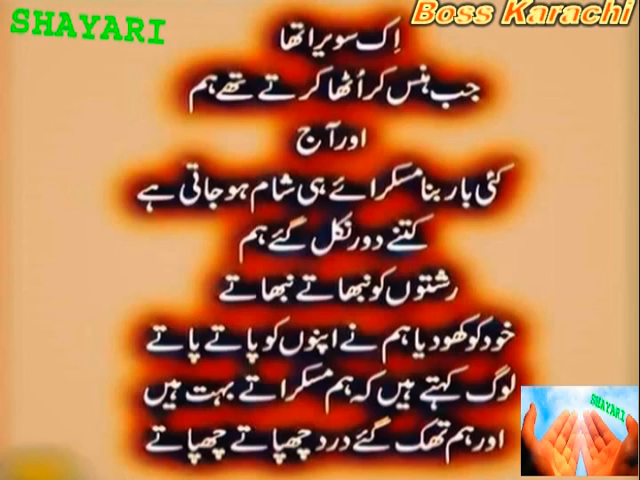 SHAYARI
Boss Karachi
اِک سویرا تھا
جب ہنس کر اُٹھا کرتے تھے ہم
اور آج
کئی بار بنا مسکرائے ہی شام ہو جاتی ہے
کتنے دور نکل گئے ہم
رشتوں کو نبھاتے نبھاتے
خود کو کھو دیا ہم نے اپنوں کو پاتے پاتے
لوگ کہتے ہیں کہ ہم مسکراتے بہت ہیں
اور ہم تھک گئے درد چھپاتے چھپاتے
SHAYARI